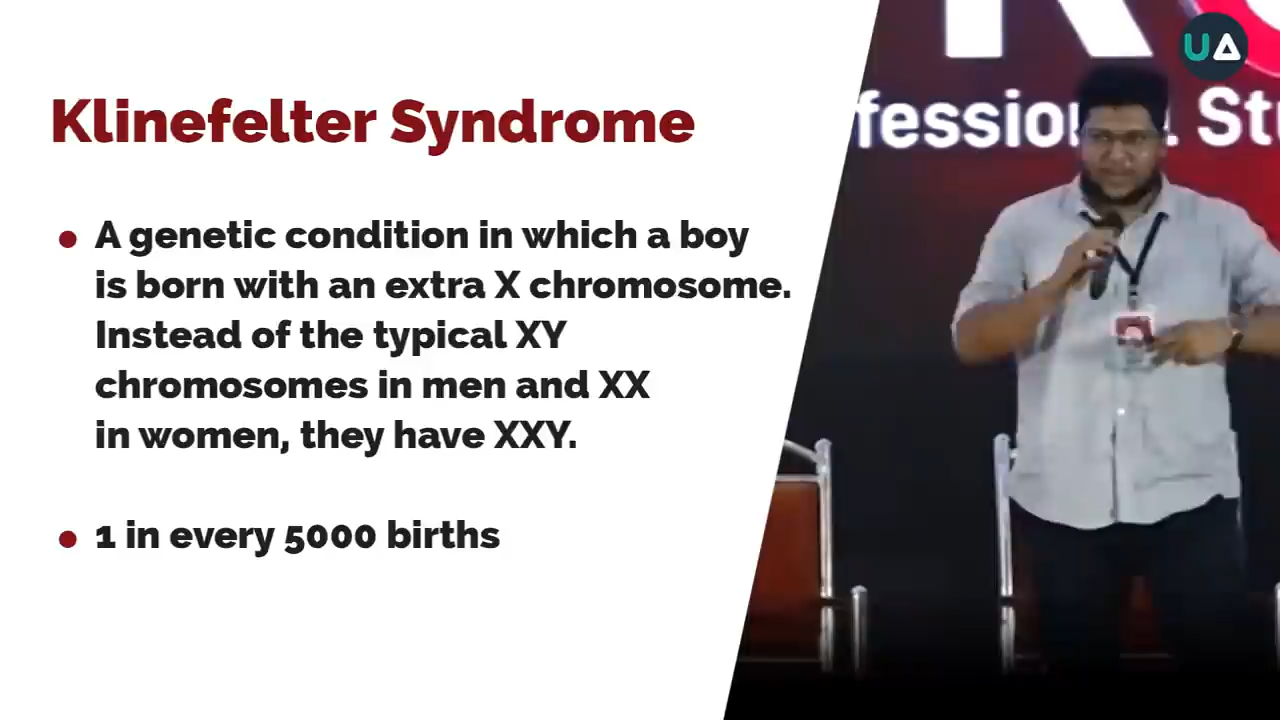 Klinefelter Syndrome
A genetic condition in which a boy
is born with an extra X chromosome.
Instead of the typical XY
chromosomes in men and XX
in women, they have XXY.
1 in every 5000 births
UA